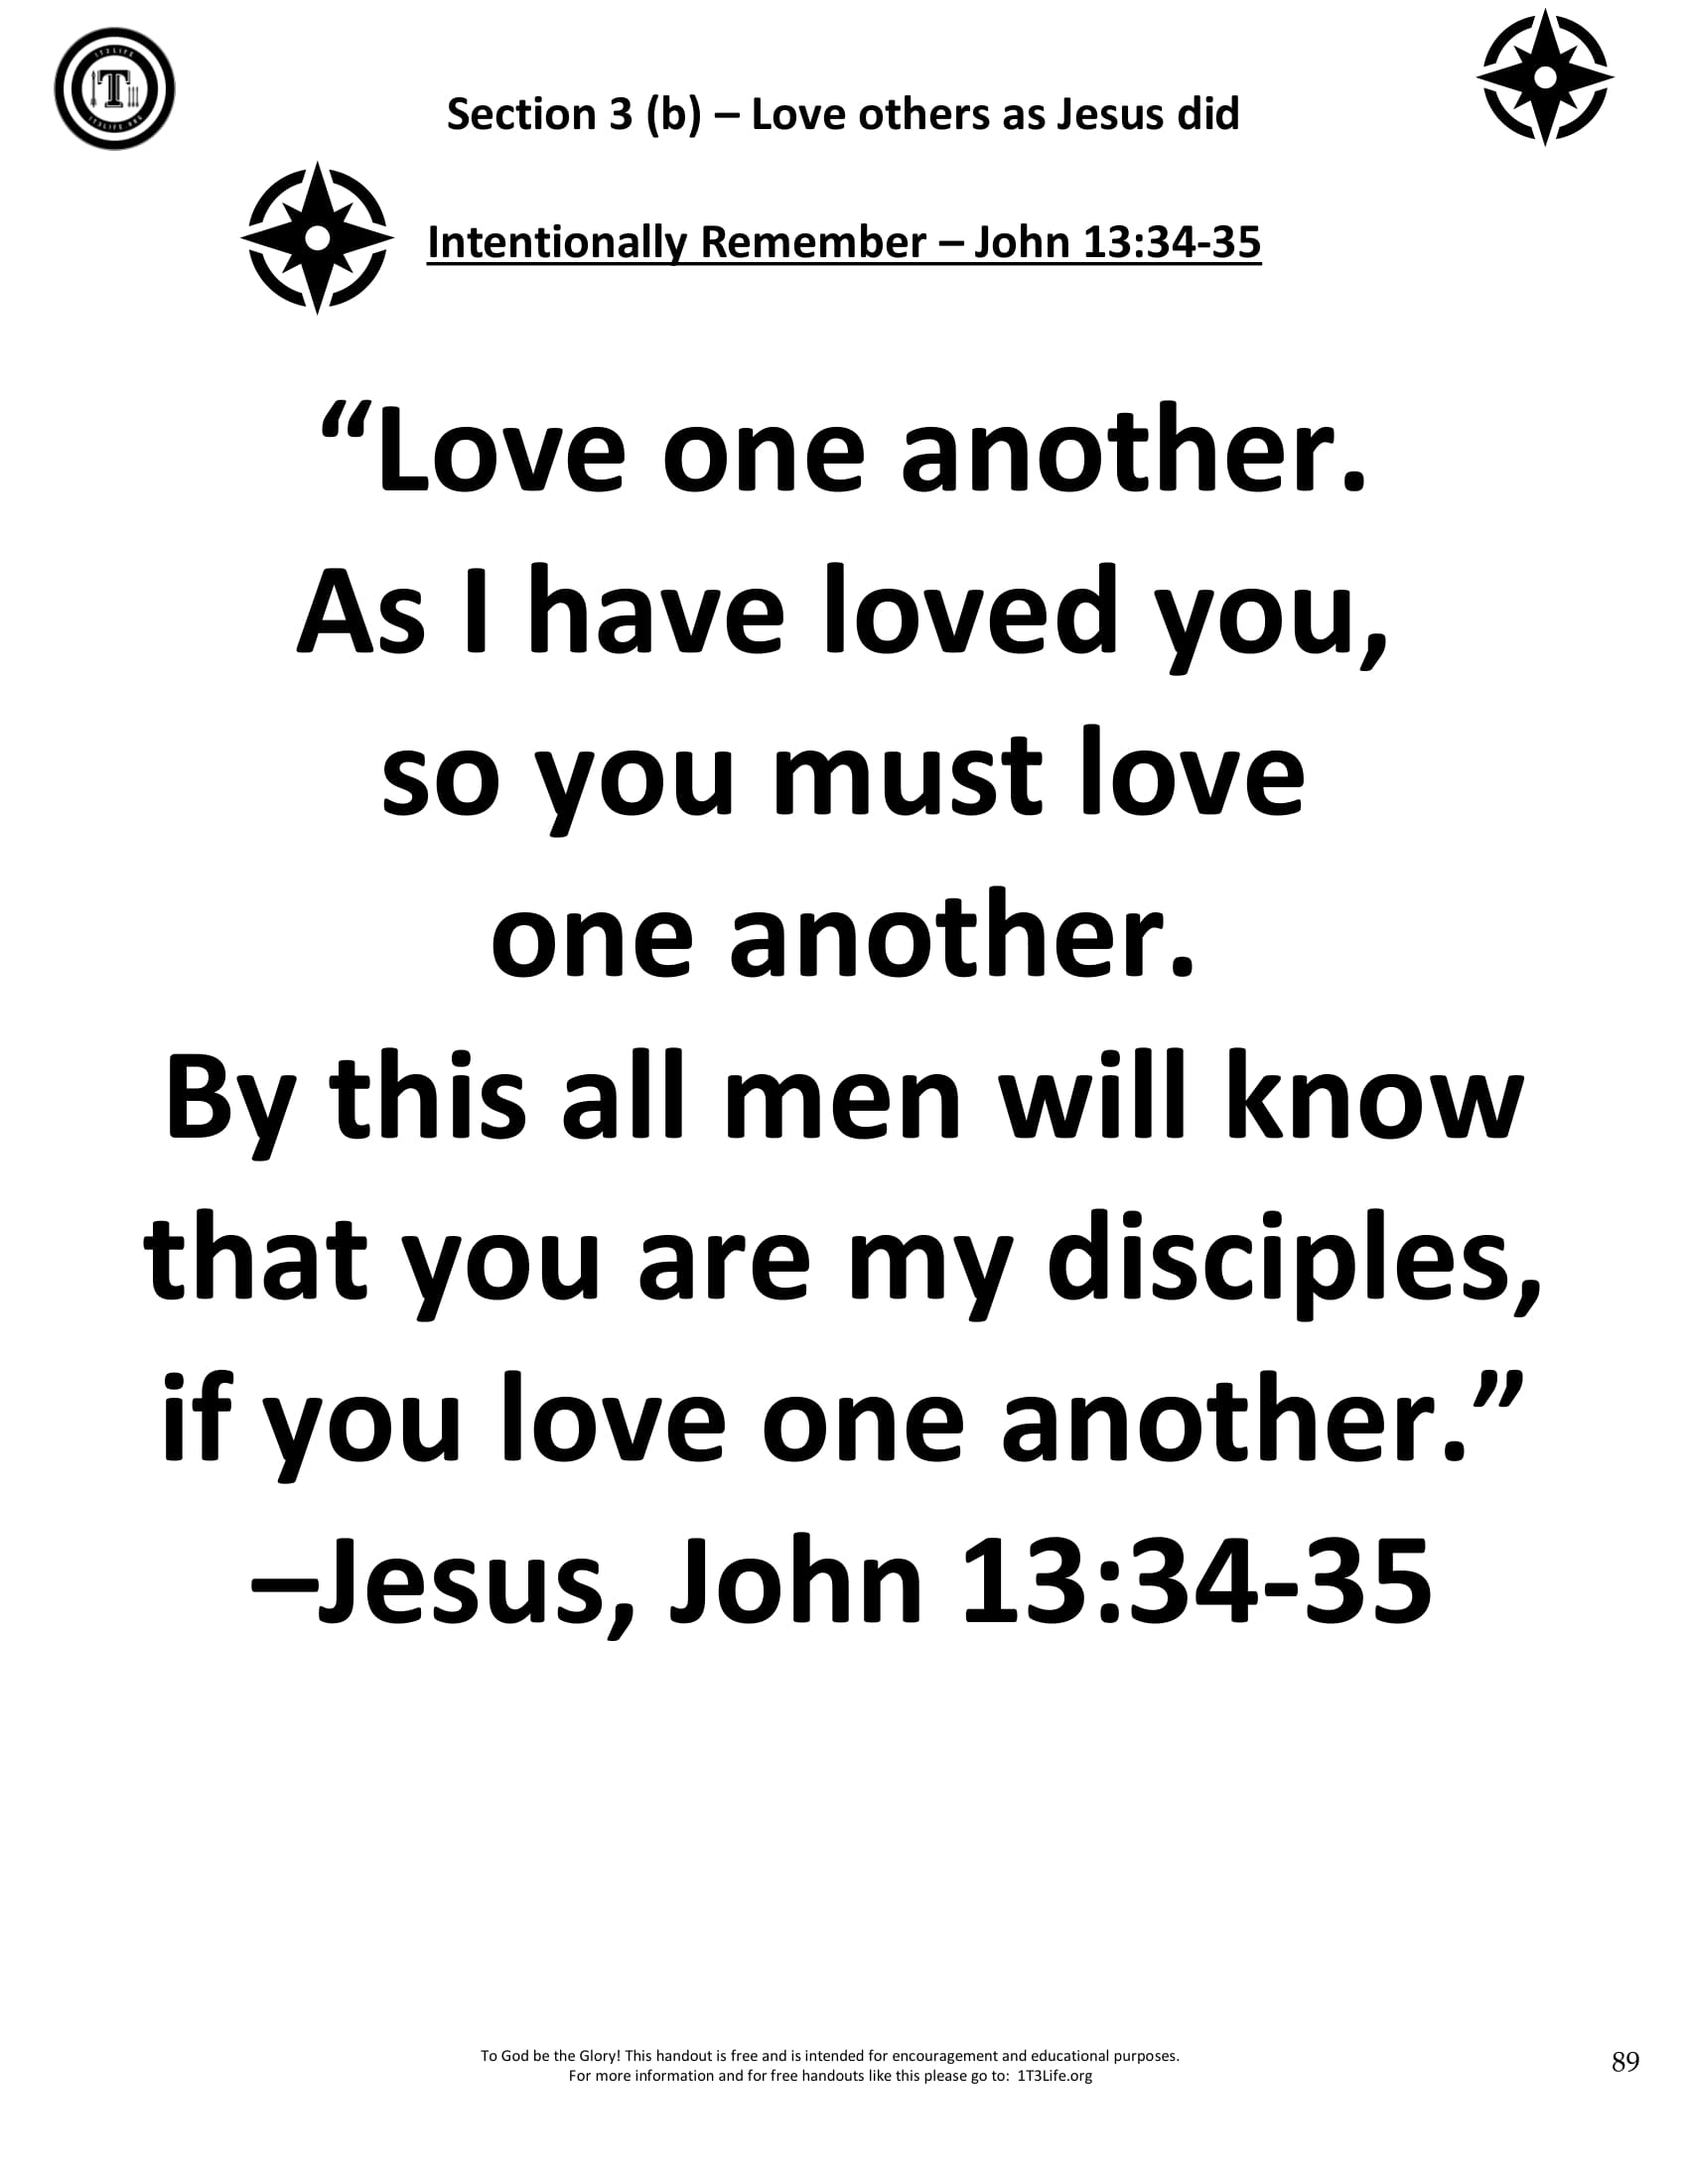 1T3LIFE
T
1T3LIFE.ORG
Section 3 (b) – Love others as Jesus did
Intentionally Remember – John 13:34-35
“Love one another.
As I have loved you,
so you must love
one another.
By this all men will know
that you are my disciples,
if you love one another.”
–Jesus, John 13:34-35
To God be the Glory! This handout is free and is intended for encouragement and educational purposes.
For more information and for free handouts like this please go to:  1T3Life.org
89